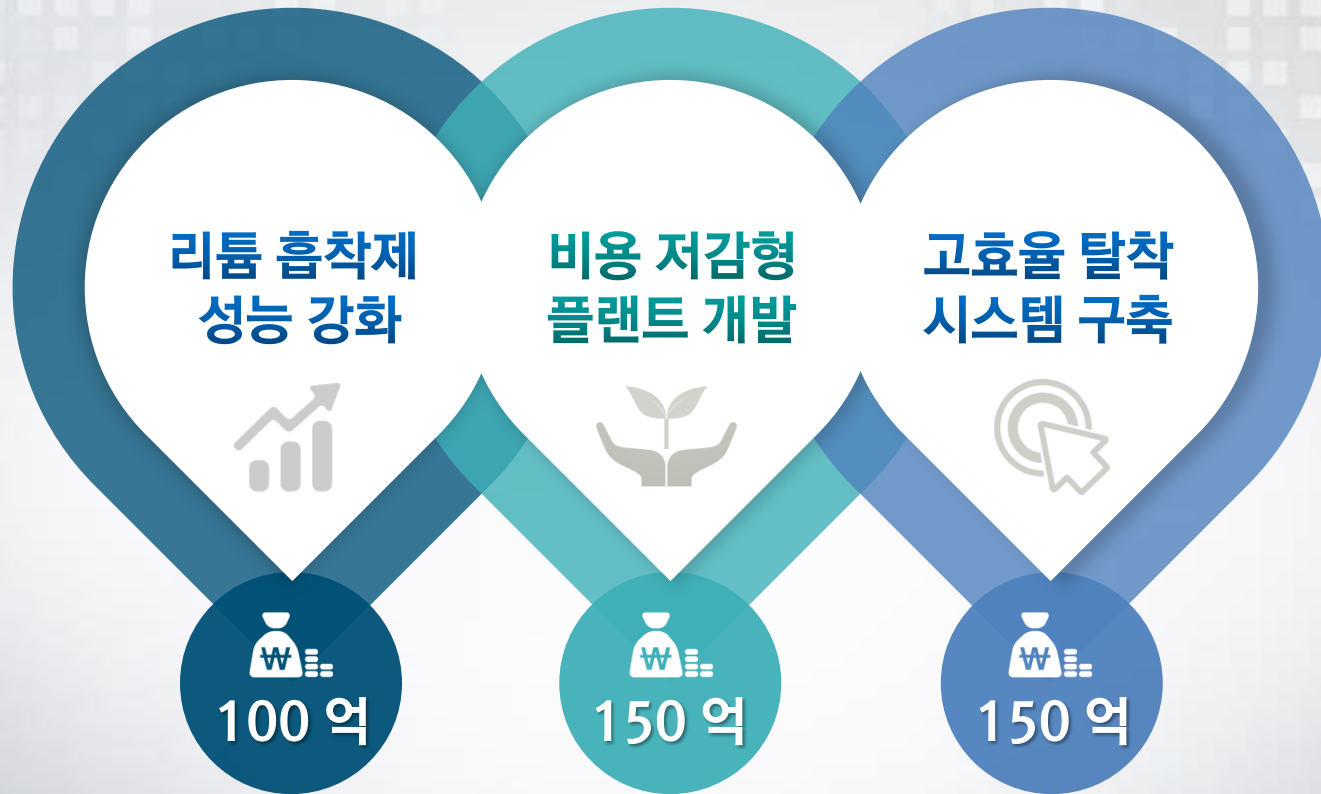 리튬 흡착제
성능 강화
비용 저감형
플랜트 개발
고효율 탈착
시스템 구축
₩
100 억
₩
150 억
₩
150 억